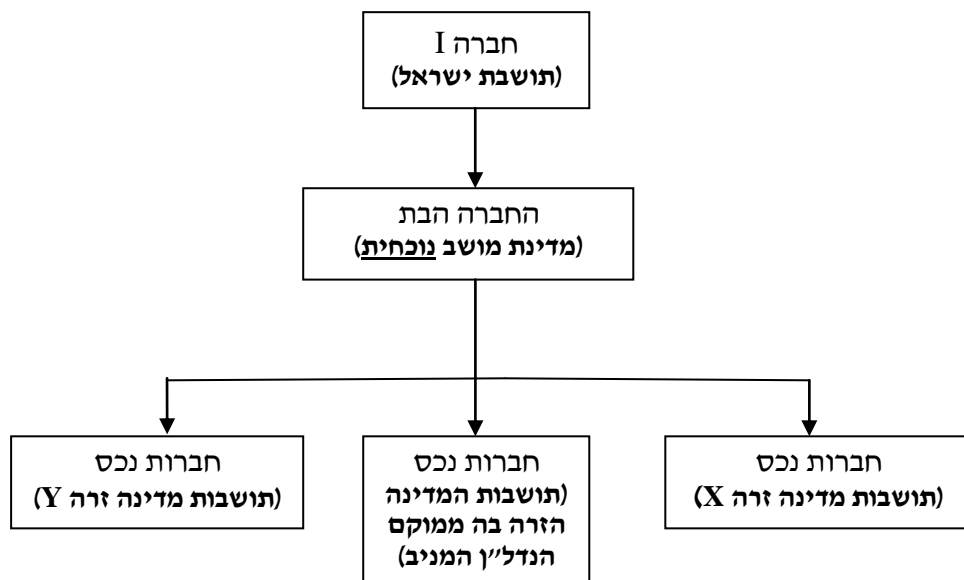 חברה I
(תושבת ישראל)
החברה הבת
(מדינת מושב נוכחית)
חברות נכס
(תושבות מדינה זרה X)
חברות נכס
(תושבות המדינה
הזרה בה ממוקם
הנדל״ן המניב)
חברות נכס
(תושבות מדינה זרה Y)